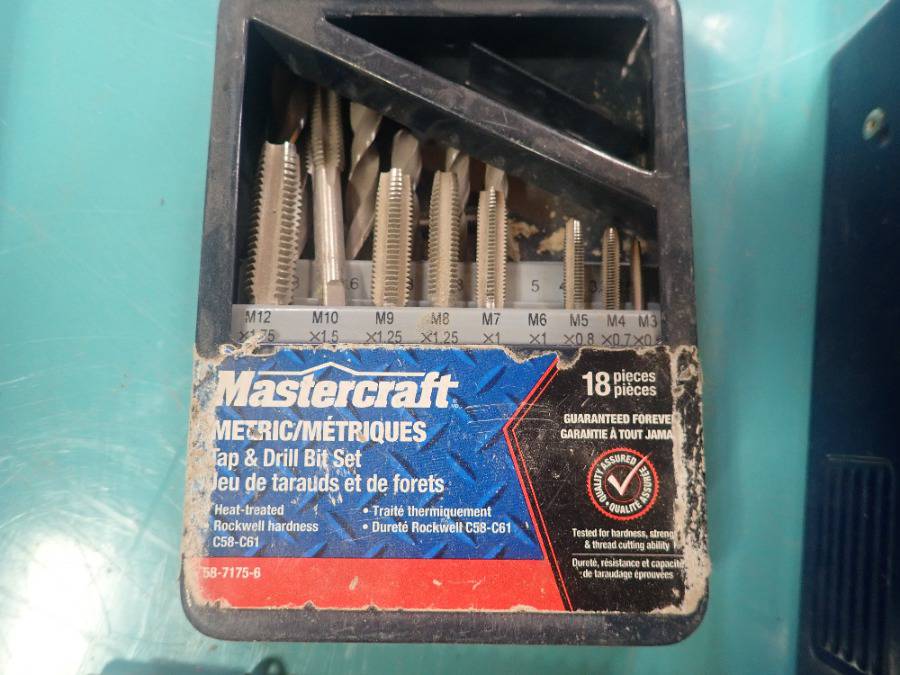 6 5
M12 M10 M9 M8 M7 M6 M5 M4 M3
×1.75 ×1.5 ×1.25 ×1.25 ×1 ×1 ×0.8 ×0.7
Mastercraft
METRIC/MÉTRIQUES
Tap & Drill Bit Set
Jeu de tarauds et de forets
Heat-treated
• Rockwell hardness
C58-C61
• Traité thermiquement
• Dureté Rockwell C58-C61
58-7175-6
18 pieces
pièces
GUARANTEED FOREVE
GARANTIE À TOUT JAMA
QUALITY ASSURED
• QUALITÉ ASSURÉE
Tested for hardness, streng
& thread cutting ability
Dureté, résistance et capacité
de taraudage éprouvées